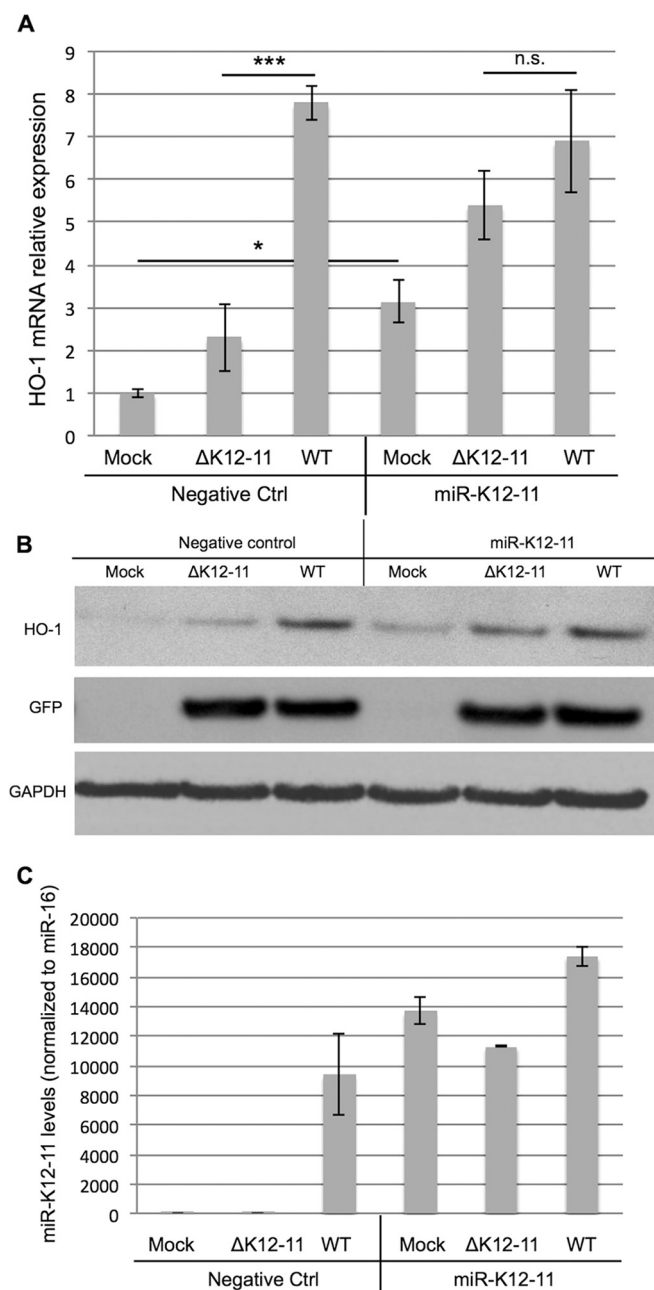 A
HO-1 mRNA relative expression
9
8
7
6
5
4
3
2
1
0
***
n.s.
*
Mock ΔK12-11 WT Mock ΔK12-11 WT
Negative Ctrl miR-K12-11
B
Negative control miR-K12-11
Mock ΔK12-11 WT Mock ΔK12-11 WT
HO-1
GFP
GAPDH
C
miR-K12-11 levels (normalized to miR-16)
20000
18000
16000
14000
12000
10000
8000
6000
4000
2000
0
Mock ΔK12-11 WT Mock ΔK12-11 WT
Negative Ctrl miR-K12-11